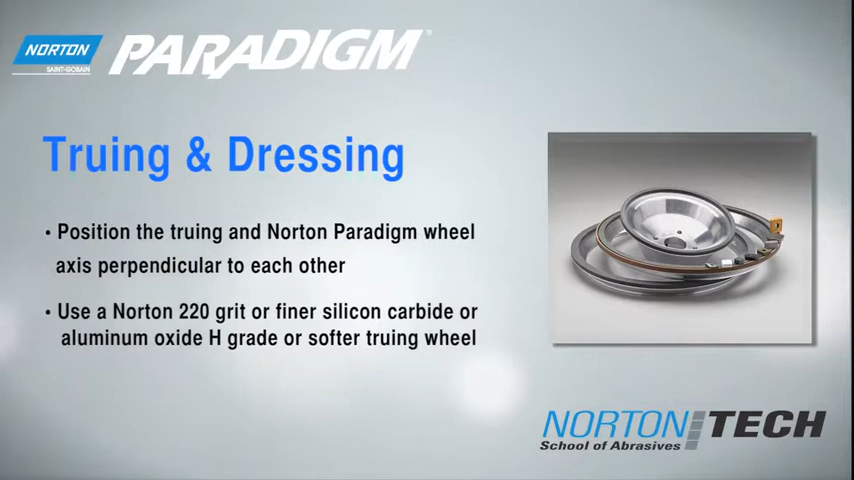 NORTON
SAINT-GOBAIN
PARADIGM®
Truing & Dressing
• Position the truing and Norton Paradigm wheel
axis perpendicular to each other
• Use a Norton 220 grit or finer silicon carbide or
aluminum oxide H grade or softer truing wheel
NORTON TECH
School of Abrasives